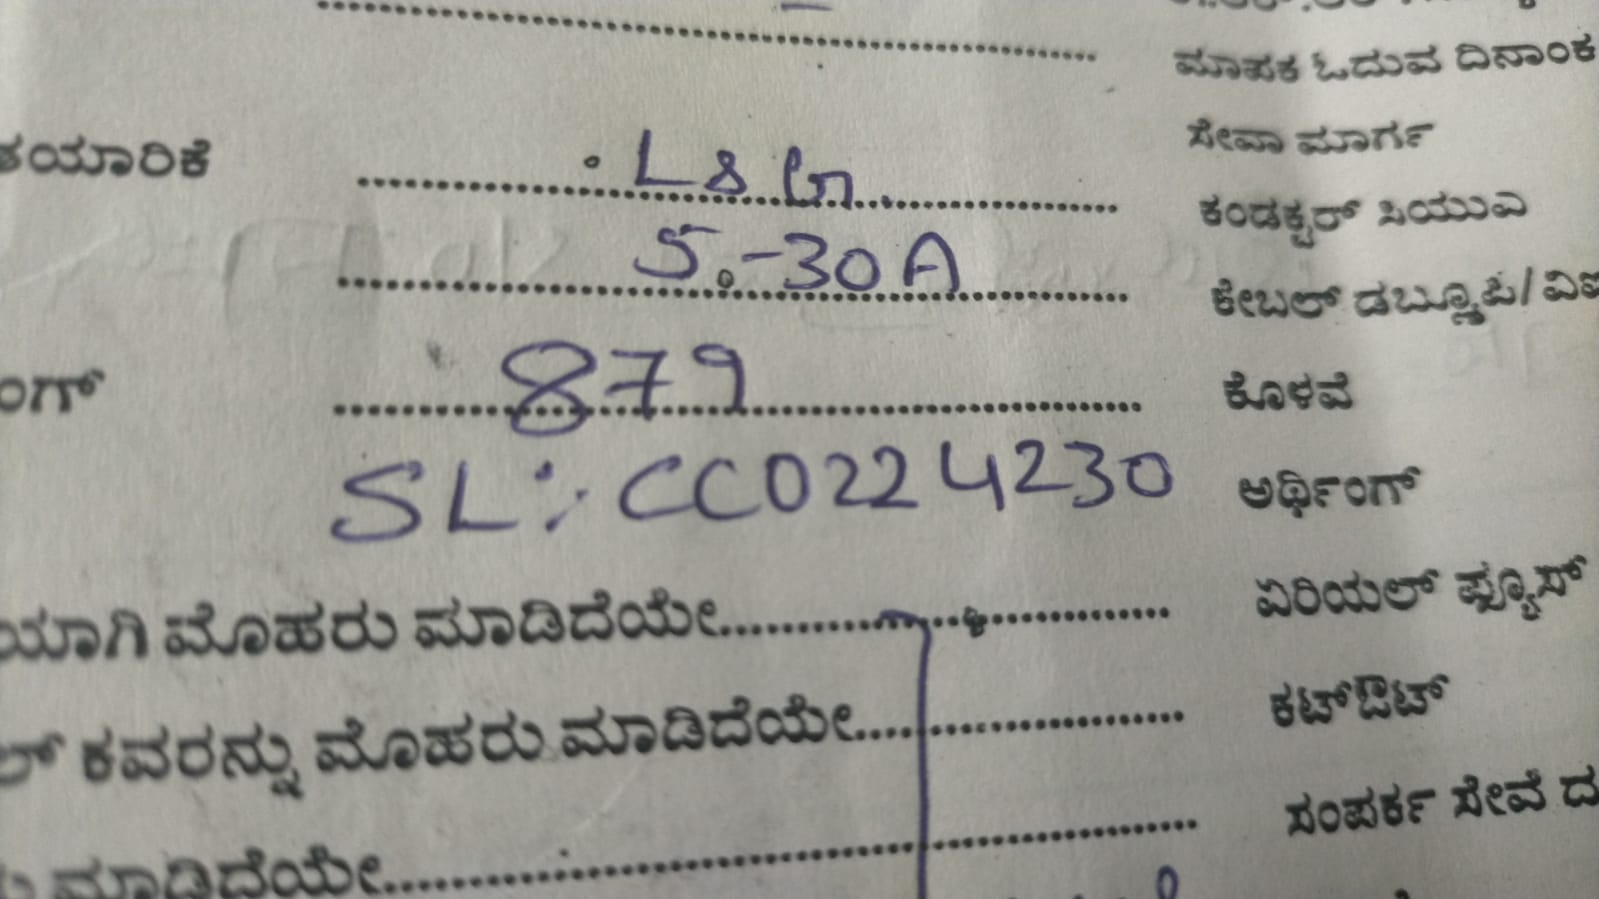 ಮಾಪಕ ಓದುವ ದಿನಾಂಕ
ತಯಾರಿಕೆ L&
ಸೇವಾ ಮಾರ್ಗ
ಕಂಡಕ್ಟರ್ ಸಿಯುಎ
5.-30A
ಕೇಬಲ್ ಡಬ್ಲ್ಯೂಪಿ/
879
ಕೊಳವೆ
SL:- CC0224230
ಅರ್ಥಿಂಗ್
ಮೊಹರು ಮಾಡಿದೆಯೇ
ಏರಿಯಲ್ ಫ್ಯೂಸ್
ಕವರನ್ನು ಮೊಹರು ಮಾಡಿದೆಯೇ
ಕಟ್‌ಔಟ್
ಮಾಡಿದೆಯೇ
ಸಂಪರ್ಕ ಸೇವೆ